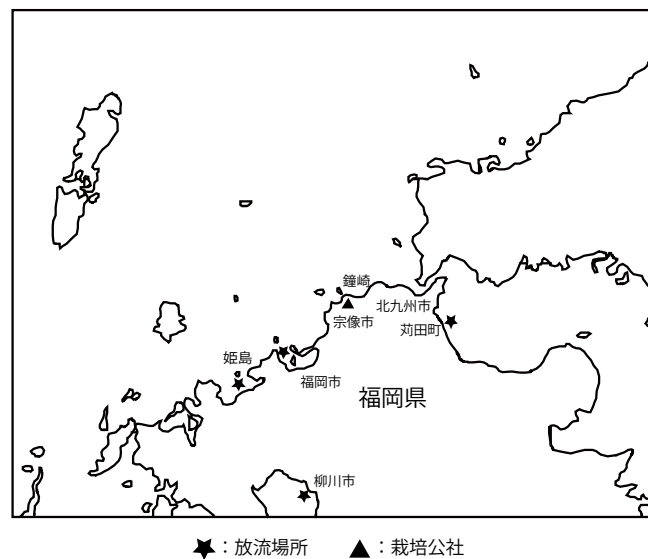 鐘崎
北九州市
宗像市
苅田町
姫島
福岡市
福岡県
柳川市
★：放流場所　▲：栽培公社